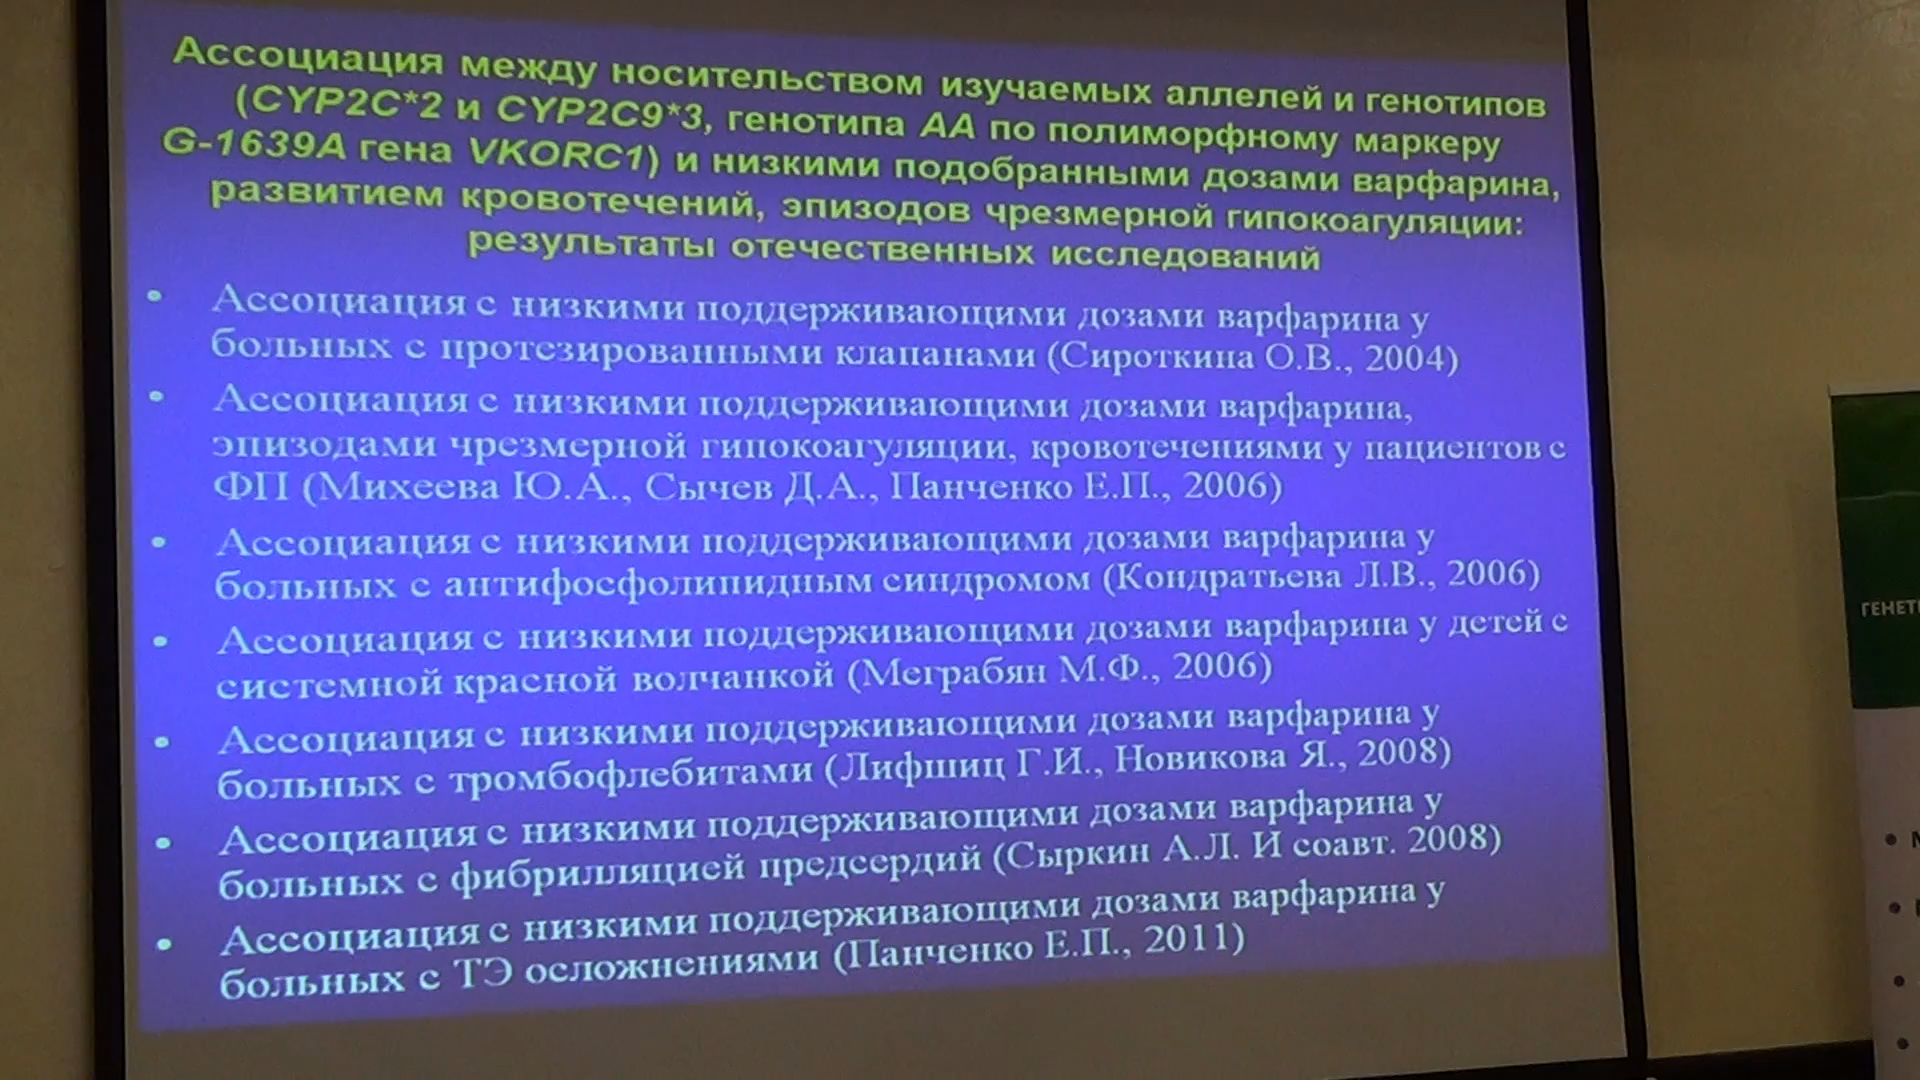 Ассоциация между носительством изучаемых аллелей и генотипов
(CYP2C*2 и CYP2C9*3, генотипа AA по полиморфному маркеру
G-1639A гена VKORC1) и низкими подобранными дозами варфарина,
развитием кровотечений, эпизодов чрезмерной гипокоагуляции:
результаты отечественных исследований
• Ассоциация с низкими поддерживающими дозами варфарина у
больных с протезированными клапанами (Сироткина О.В., 2004)
• Ассоциация с низкими поддерживающими дозами варфарина,
эпизодами чрезмерной гипокоагуляции, кровотечениями у пациентов с
ФП (Михеева Ю.А., Сычев Д.А., Панченко Е.П., 2006)
• Ассоциация с низкими поддерживающими дозами варфарина у
больных с антифосфолипидным синдромом (Кондратьева Л.В., 2006)
• Ассоциация с низкими поддерживающими дозами варфарина у детей с
системной красной волчанкой (Меграбян М.Ф., 2006)
• Ассоциация с низкими поддерживающими дозами варфарина у
больных с тромбофлебитами (Лифшиц Г.И., Новикова Я., 2008)
• Ассоциация с низкими поддерживающими дозами варфарина у
больных с фибрилляцией предсердий (Сыркин А.Л. И соавт. 2008)
• Ассоциация с низкими поддерживающими дозами варфарина у
больных с ТЭ осложнениями (Панченко Е.П., 2011)
ГЕНЕТ